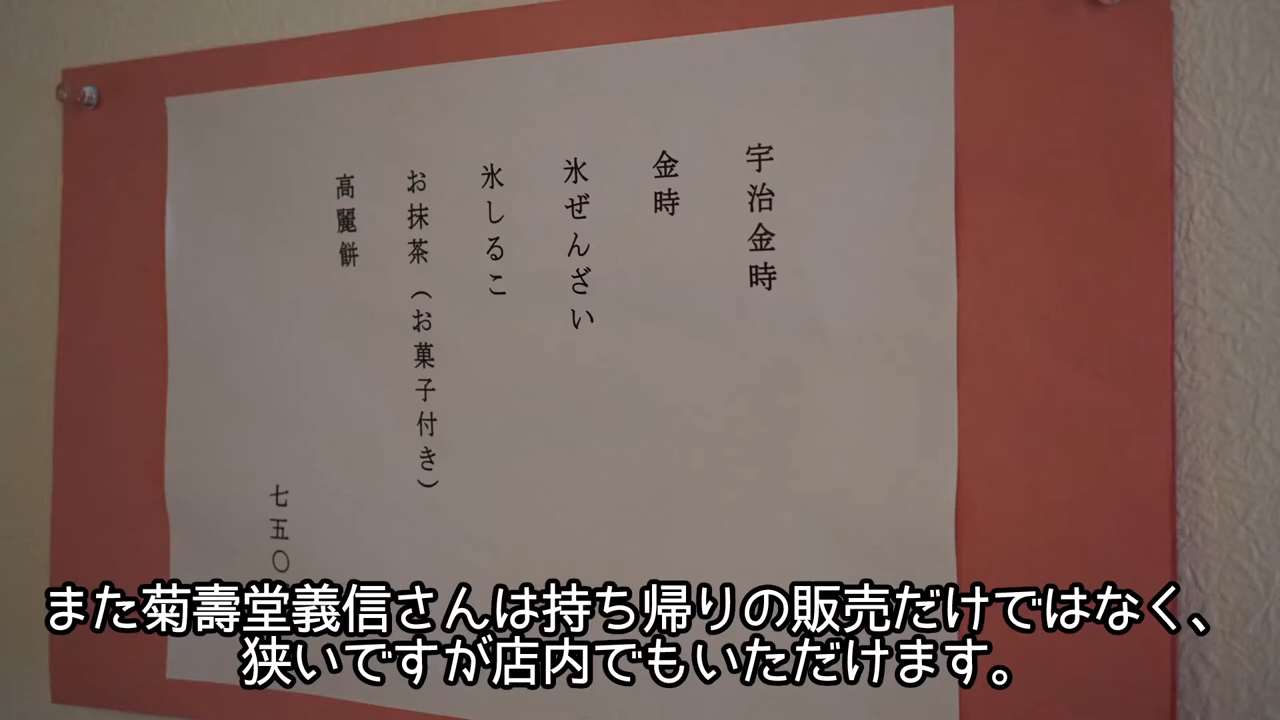 宇治金時
金時
氷ぜんざい
氷しるこ
お抹茶（お菓子付き）
高麗餅
七五〇
また菊壽堂義信さんは持ち帰りの販売だけではなく、
狭いですが店内でもいただけます。